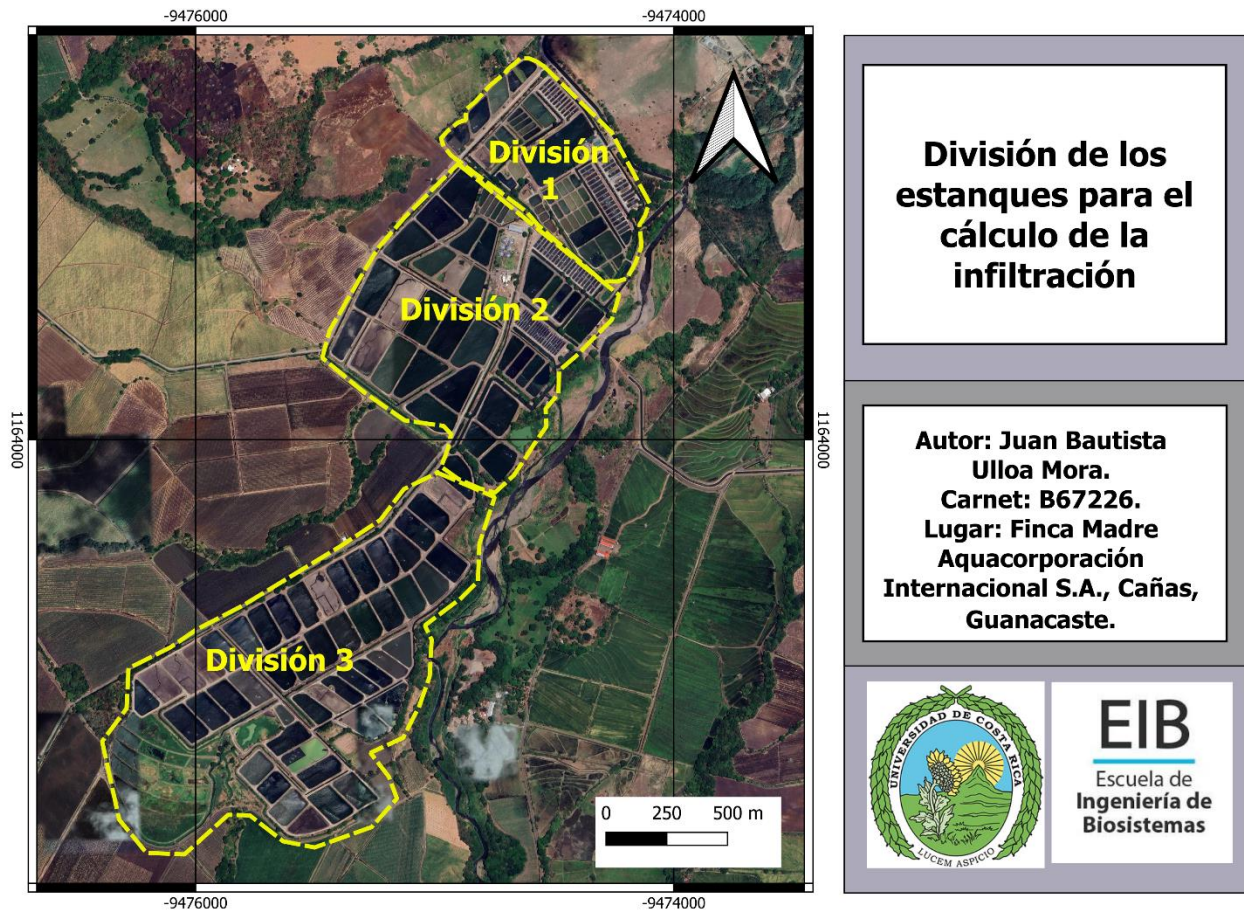 -9476000
-9474000
División de los
estanques para el
cálculo de la
infiltración
División
1
División 2
1164000
1164000
Autor: Juan Bautista
Ulloa Mora.
Carnet: B67226.
Lugar: Finca Madre
Aquacorporación
Internacional S.A., Cañas,
Guanacaste.
División 3
0 250 500 m
UNIVERSIDAD DE COSTA RICA
LUCEM ASPICIO
EIB
Escuela de
Ingeniería de
Biosistemas
-9476000
-9474000